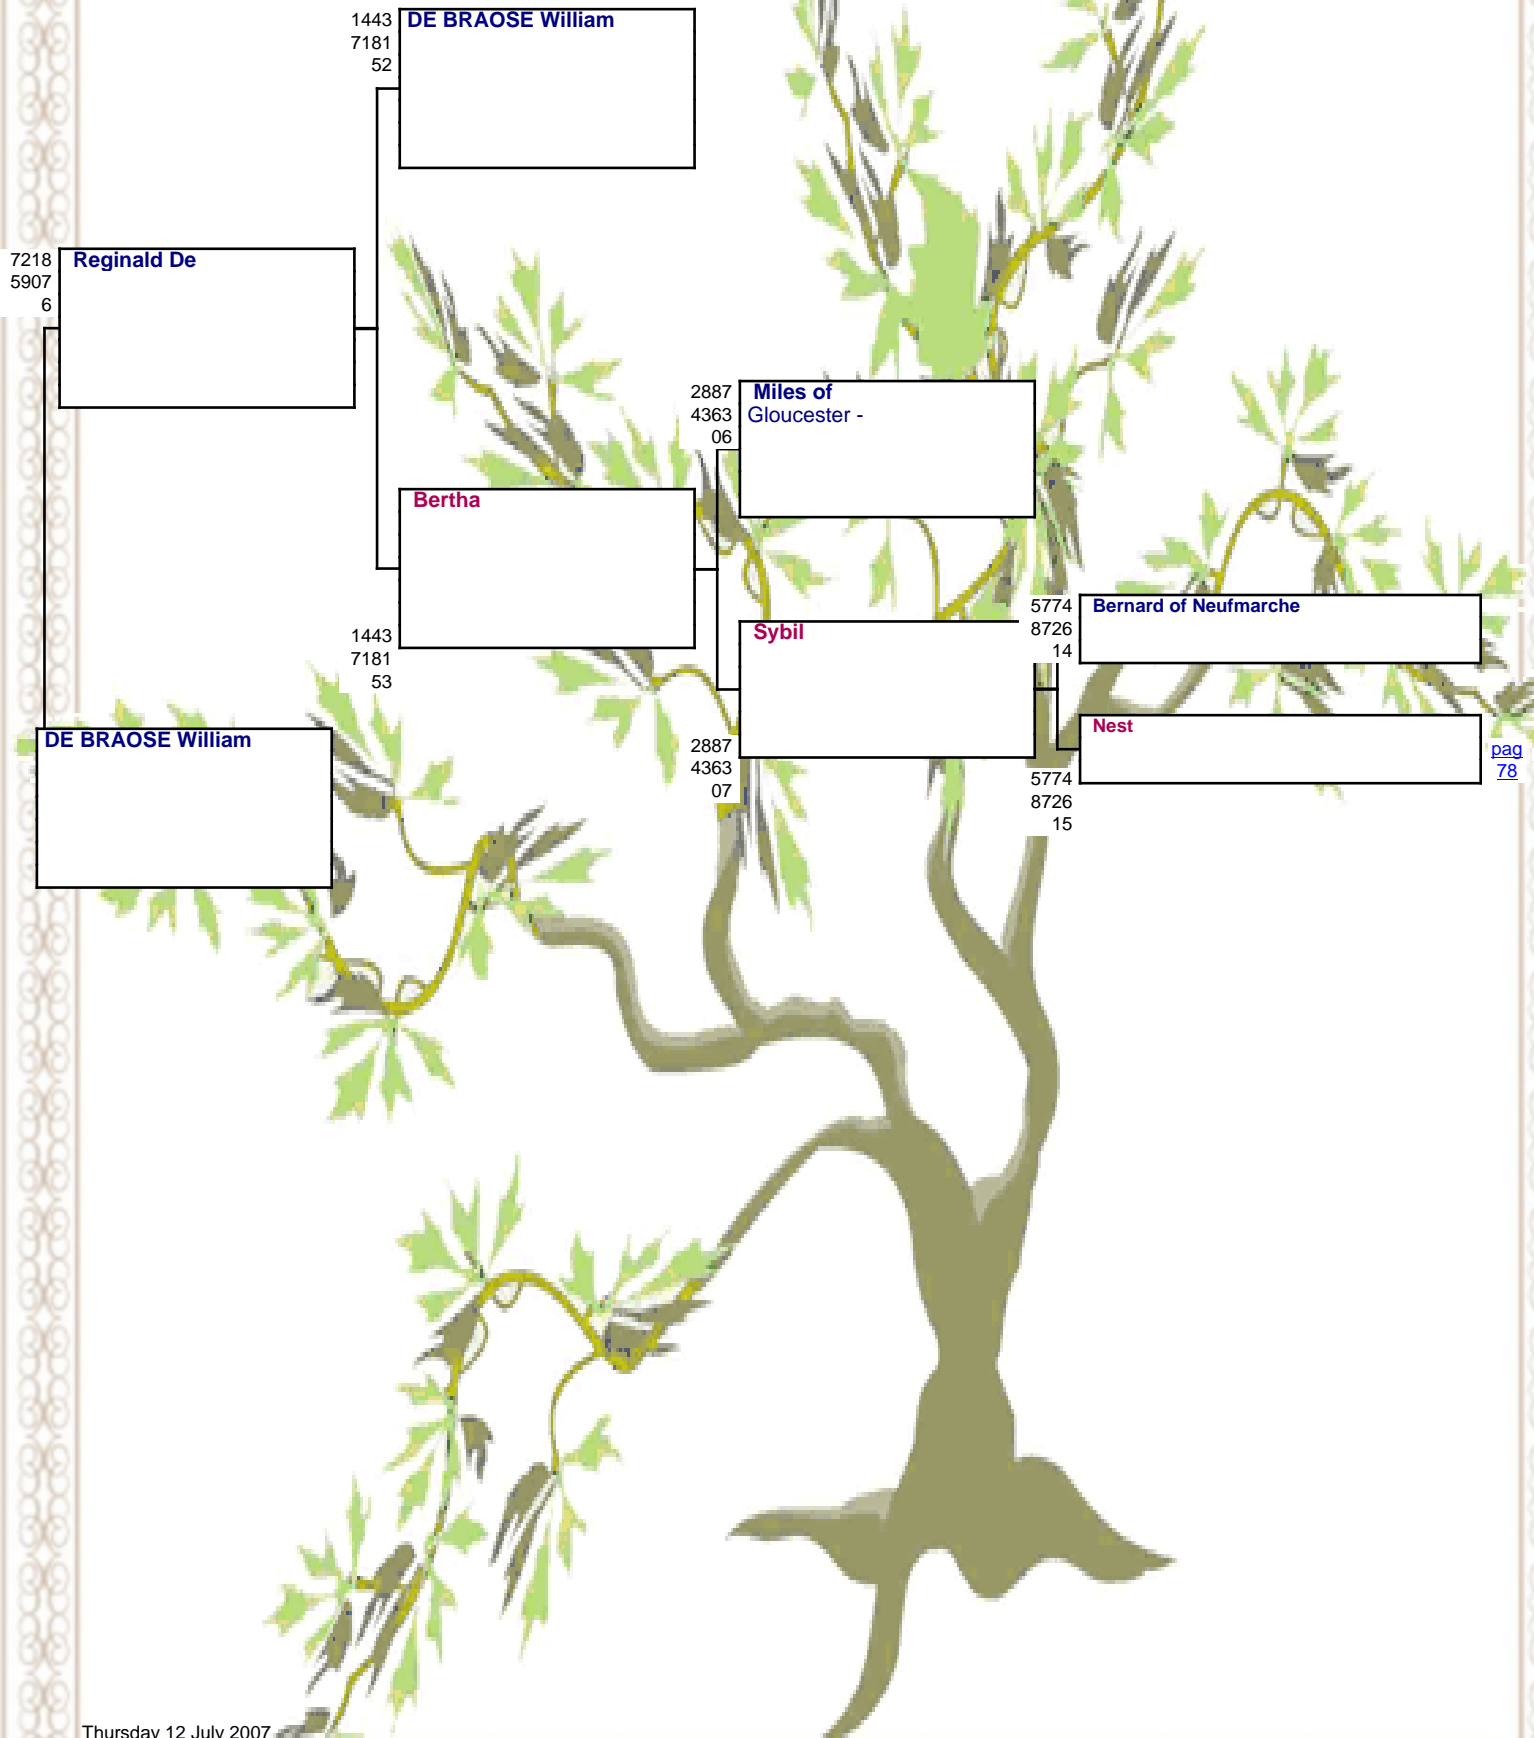 1443
7181
52
DE BRAOSE William
7218
5907
6
Reginald De
2887
4363
06
Miles of
Gloucester -
Bertha
1443
7181
53
5774
8726
14
Bernard of Neufmarche
Sybil
2887
4363
07
Nest
5774
8726
15
pag
78
DE BRAOSE William
Thursday 12 July 2007